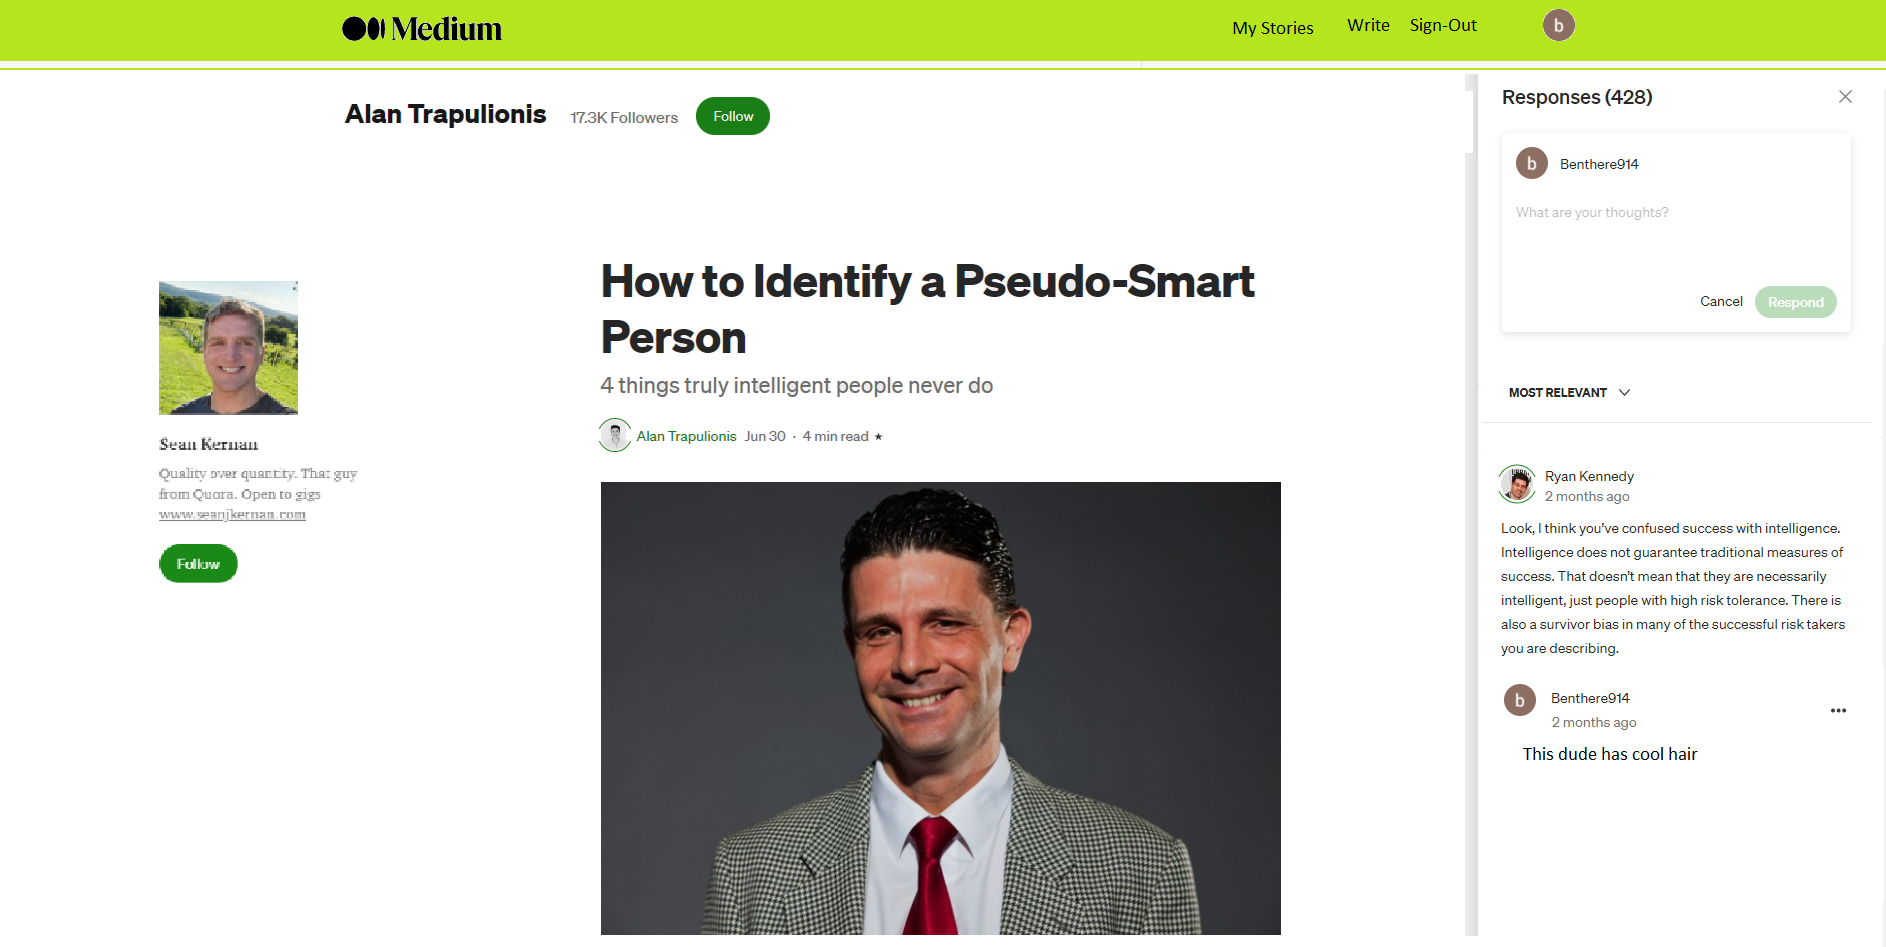 Medium
My Stories
Write
Sign-Out
b
Alan Trapulionis
17.3K Followers
Follow
Sean Kernan
Quality over quantity. That guy
from Quora. Open to gigs
www.seanjkernan.com
Follow
How to Identify a Pseudo-Smart
Person
4 things truly intelligent people never do
Alan Trapulionis Jun 30 · 4 min read ★
Responses (428)
b
Benthere914
What are your thoughts?
Cancel
Respond
MOST RELEVANT
Ryan Kennedy
2 months ago
Look, I think you’ve confused success with intelligence.
Intelligence does not guarantee traditional measures of
success. That doesn’t mean that they are necessarily
intelligent, just people with high risk tolerance. There is
also a survivor bias in many of the successful risk takers
you are describing.
b
Benthere914
2 months ago
This dude has cool hair